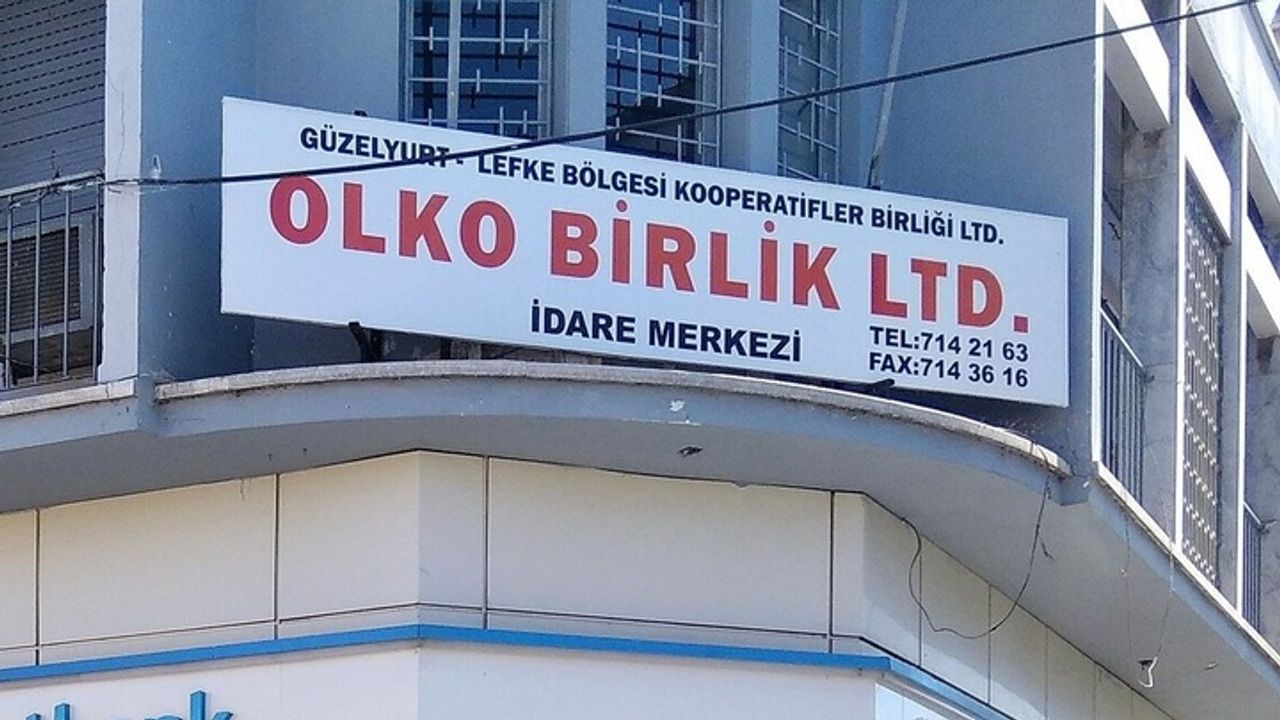 GÜZELYURT - LEFKE BÖLGESİ KOOPERATİFLER BİRLİĞİ LTD.
OLKO BİRLİK LTD.
İDARE MERKEZİ
TEL:714 21 63
FAX:714 36 16